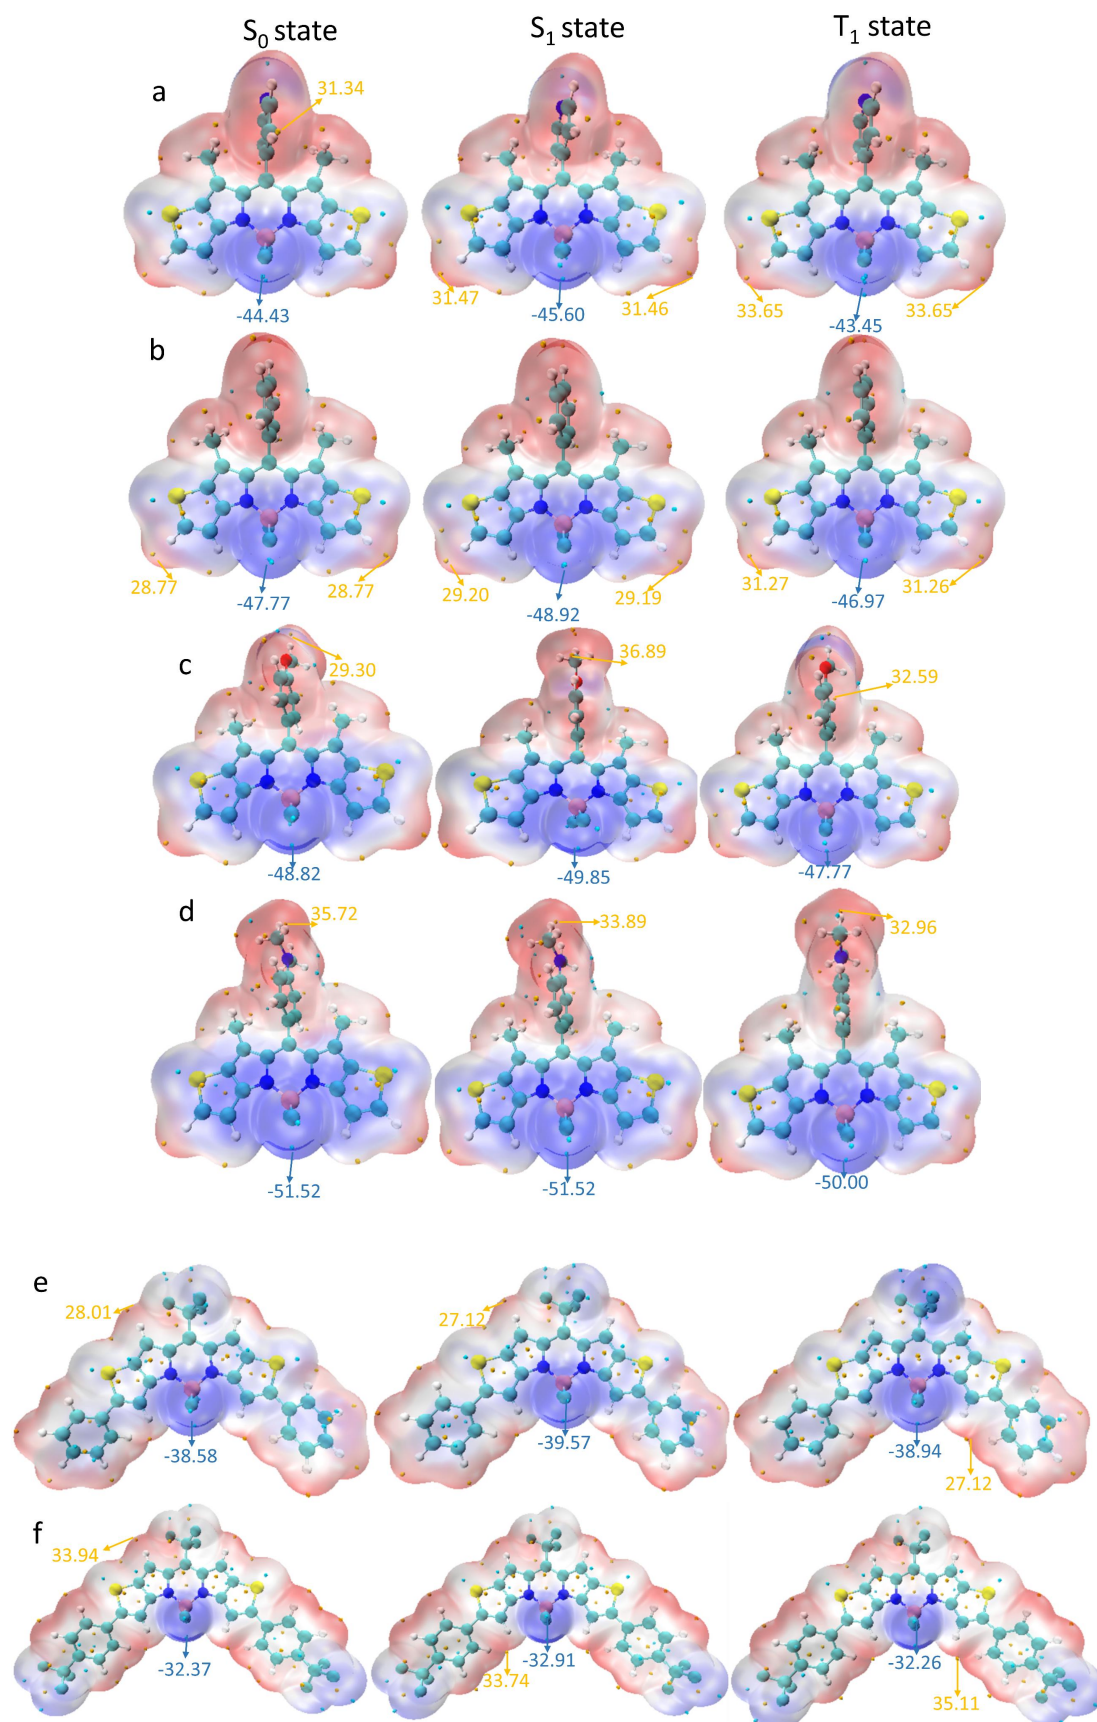 S₀ state S₁ state T₁ state
a
31.34
31.47 31.46 33.65 33.65
-44.43 -45.60 -43.45
b
28.77 28.77 29.20 29.19 31.27 31.26
-47.77 -48.92 -46.97
c
29.30 36.89 32.59
-48.82 -49.85 -47.77
d
35.72 33.89 32.96
-51.52 -51.52 -50.00
e
28.01 27.12
-38.58 -39.57 -38.94
27.12
f
33.94
-32.37 -32.91 -32.26
33.74 35.11